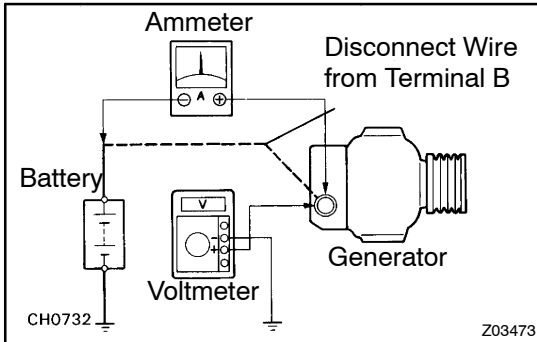 Ammeter
Disconnect Wire
from Terminal B
- A +
Battery
V
-
+
Generator
Voltmeter
CH0732
Z03473